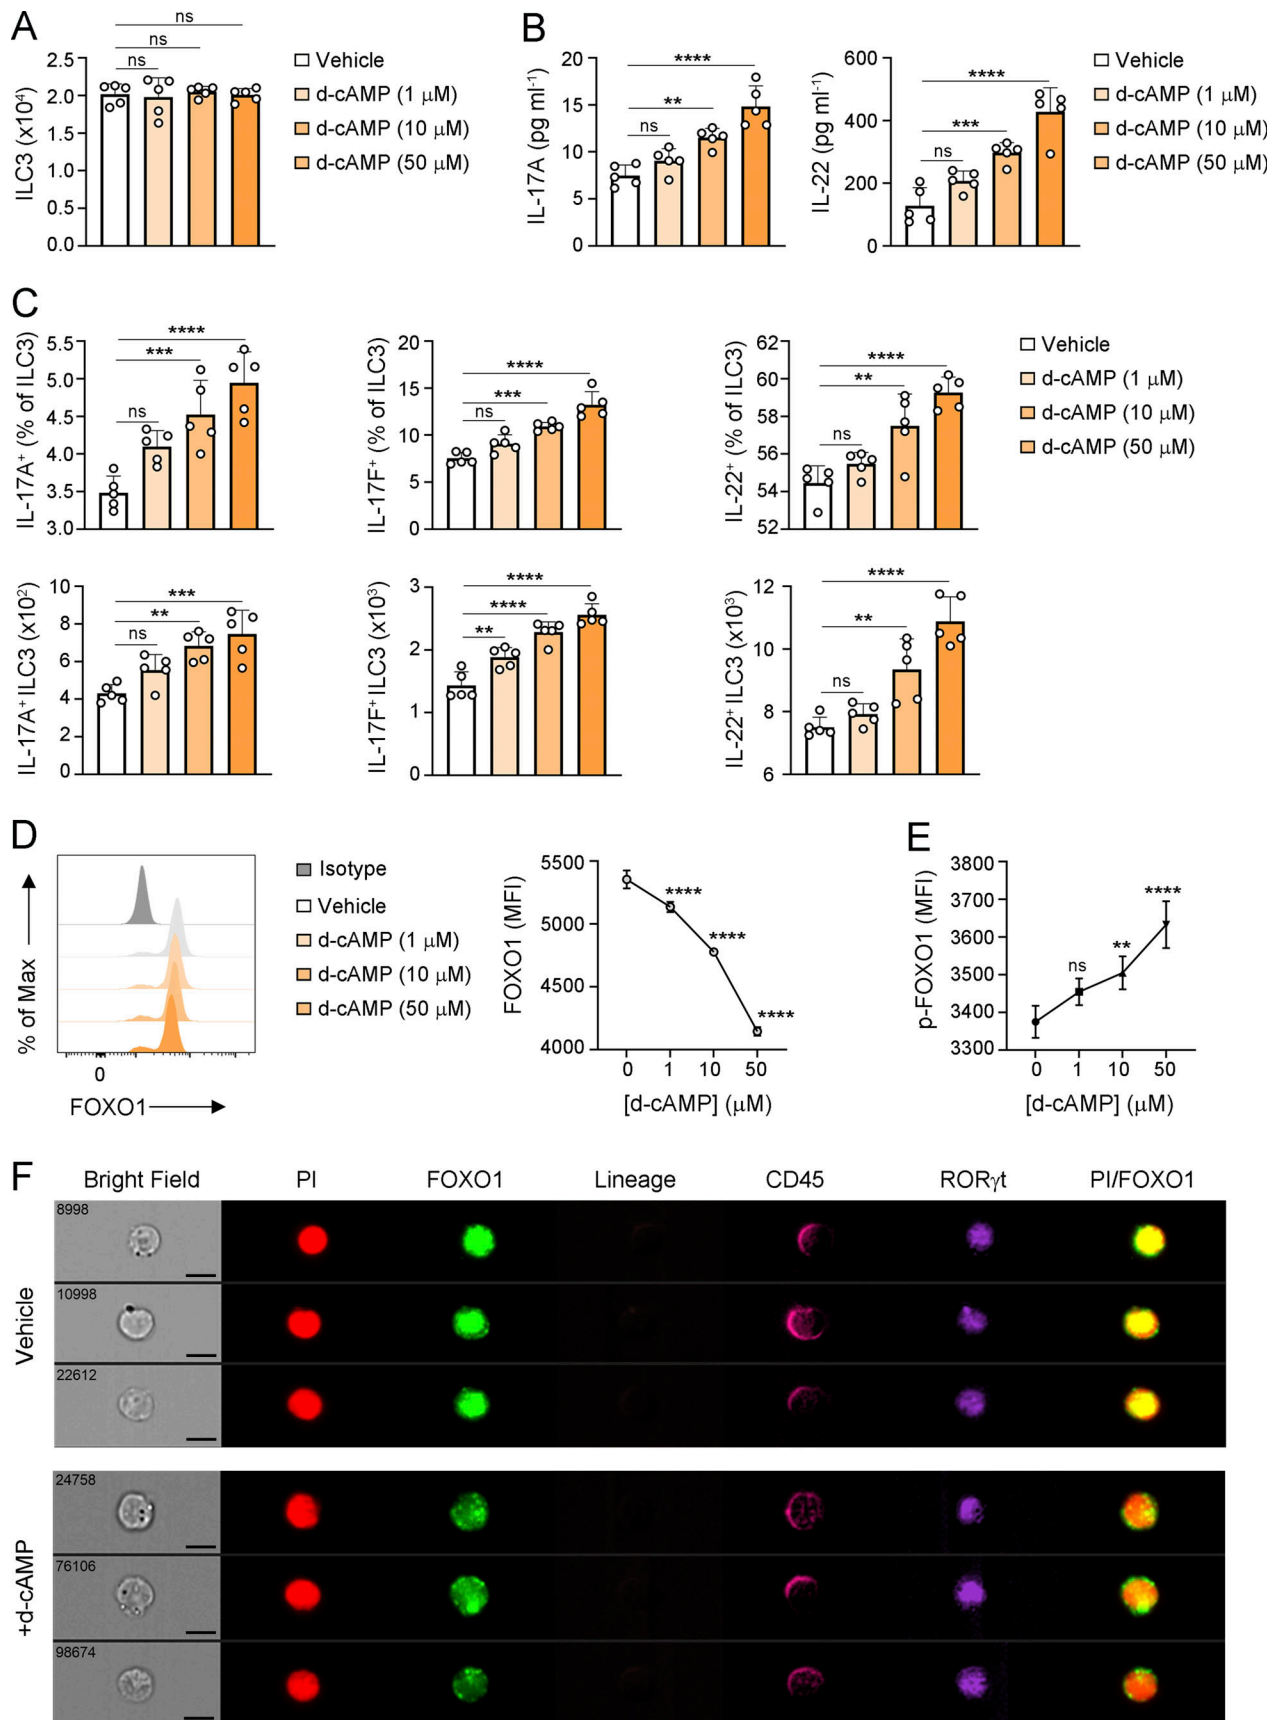 A
ns
ns
ns
ILC3 (x10⁴)
2.5
2.0
1.5
1.0
0.5
0.0
Vehicle
d-cAMP (1 μM)
d-cAMP (10 μM)
d-cAMP (50 μM)
B
****
**
ns
IL-17A (pg ml⁻¹)
20
15
10
5
0
****
***
ns
IL-22 (pg ml⁻¹)
600
400
200
0
Vehicle
d-cAMP (1 μM)
d-cAMP (10 μM)
d-cAMP (50 μM)
C
****
***
ns
IL-17A⁺ (% of ILC3)
5.5
5.0
4.5
4.0
3.5
3.0
****
***
ns
IL-17F⁺ (% of ILC3)
20
15
10
5
0
****
**
ns
IL-22⁺ (% of ILC3)
62
60
58
56
54
52
Vehicle
d-cAMP (1 μM)
d-cAMP (10 μM)
d-cAMP (50 μM)
***
**
ns
IL-17A⁺ ILC3 (x10²)
10
8
6
4
2
0
****
****
**
IL-17F⁺ ILC3 (x10³)
3
2
1
0
****
**
ns
IL-22⁺ ILC3 (x10³)
12
10
8
6
D
% of Max
0
FOXO1
Isotype
Vehicle
d-cAMP (1 μM)
d-cAMP (10 μM)
d-cAMP (50 μM)
FOXO1 (MFI)
5500
5000
4500
4000
****
****
****
0 1 10 50
[d-cAMP] (μM)
E
p-FOXO1 (MFI)
3800
3700
3600
3500
3400
3300
ns
**
****
0 1 10 50
[d-cAMP] (μM)
F
Bright Field PI FOXO1 Lineage CD45 RORγt PI/FOXO1
Vehicle
8998
10998
22612
+d-cAMP
24758
76106
98674